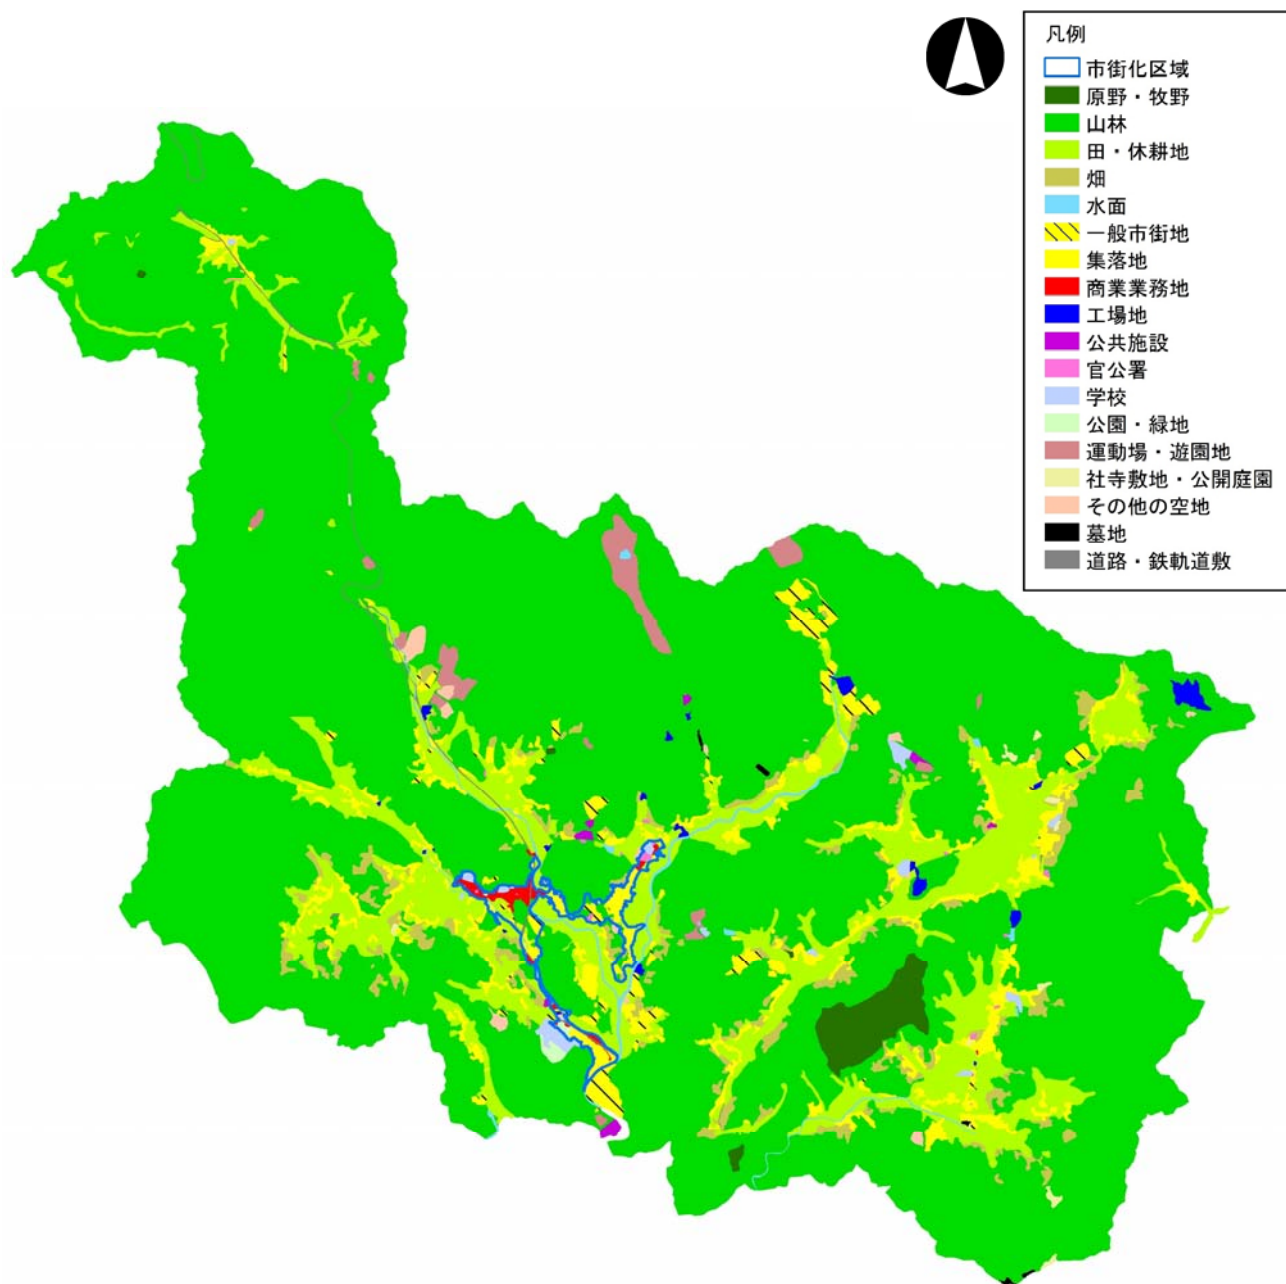 凡例
市街化区域
原野・牧野
山林
田・休耕地
畑
水面
一般市街地
集落地
商業業務地
工場地
公共施設
官公署
学校
公園・緑地
運動場・遊園地
社寺敷地・公開庭園
その他の空地
墓地
道路・鉄軌道敷